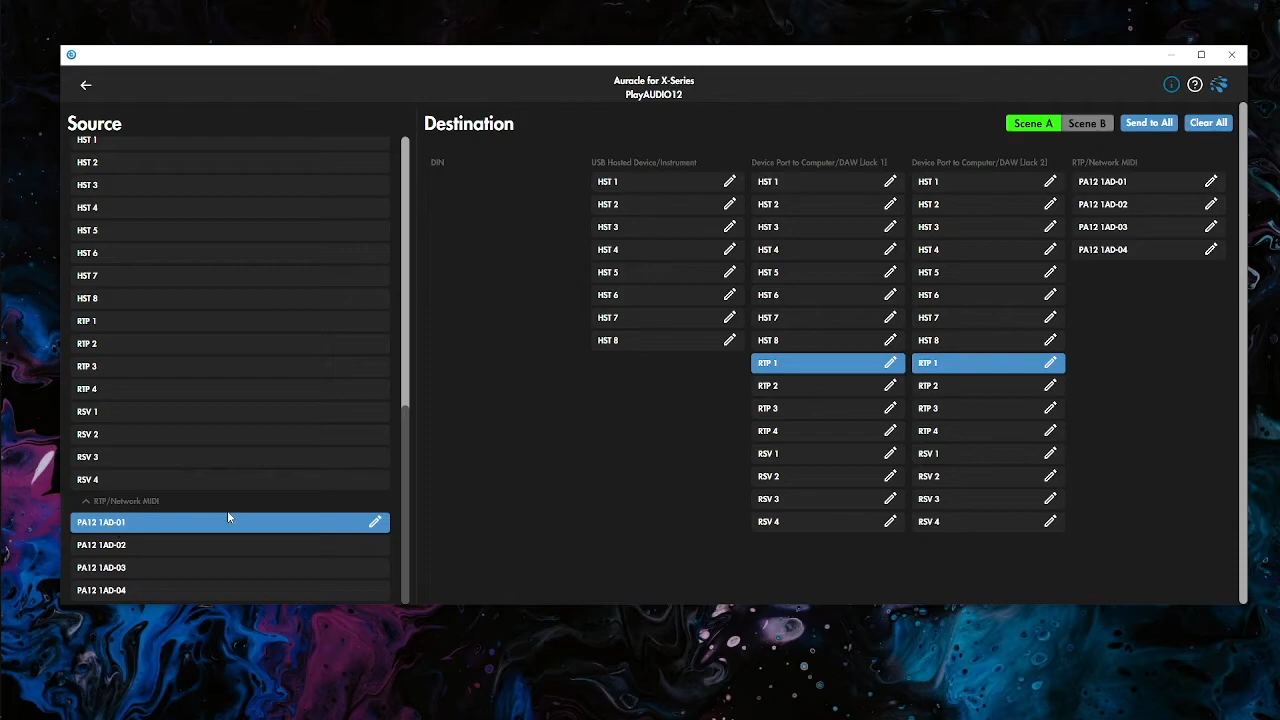 Auracle for X-Series
PlayAUDIO12
Source
HST 1
HST 2
HST 3
HST 4
HST 5
HST 6
HST 7
HST 8
RTP 1
RTP 2
RTP 3
RTP 4
RSV 1
RSV 2
RSV 3
RSV 4
RTP/Network MIDI
PA12 1AD-01
PA12 1AD-02
PA12 1AD-03
PA12 1AD-04
Destination
Scene A
Scene B
Send to All
Clear All
DIN
USB Hosted Device/Instrument
HST 1
HST 2
HST 3
HST 4
HST 5
HST 6
HST 7
HST 8
Device Port to Computer/DAW [Jack 1]
HST 1
HST 2
HST 3
HST 4
HST 5
HST 6
HST 7
HST 8
RTP 1
RTP 2
RTP 3
RTP 4
RSV 1
RSV 2
RSV 3
RSV 4
Device Port to Computer/DAW [Jack 2]
HST 1
HST 2
HST 3
HST 4
HST 5
HST 6
HST 7
HST 8
RTP 1
RTP 2
RTP 3
RTP 4
RSV 1
RSV 2
RSV 3
RSV 4
RTP/Network MIDI
PA12 1AD-01
PA12 1AD-02
PA12 1AD-03
PA12 1AD-04